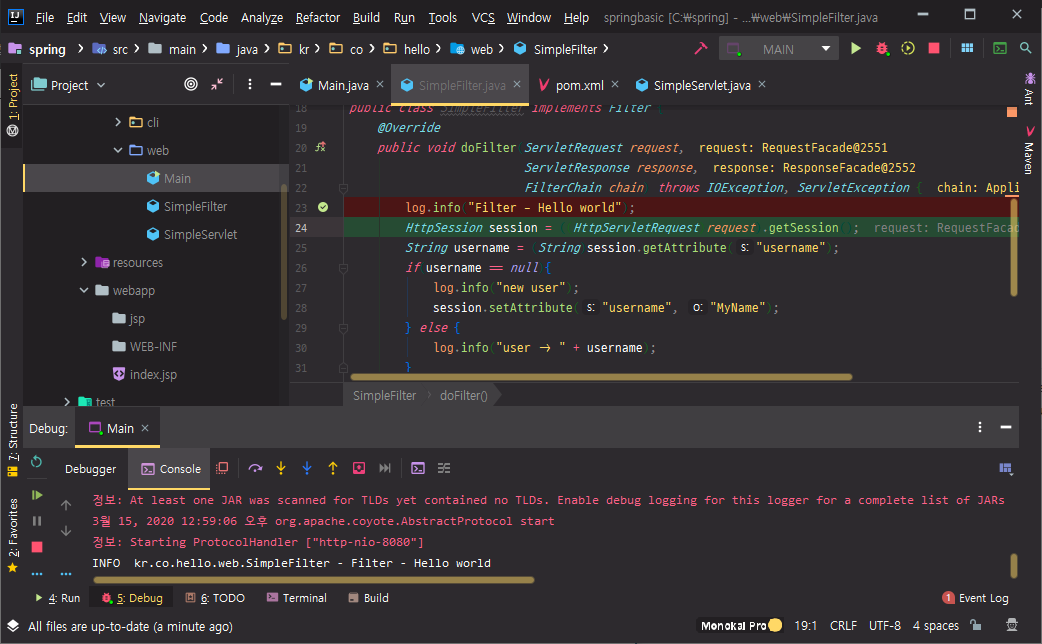 File Edit View Navigate Code Analyze Refactor Build Run Tools VCS Window Help springbasic [C:₩spring] - ...₩web₩SimpleFilter.java
spring src main java kr co hello web SimpleFilter MAIN
1: Project
Project
Main.java SimpleFilter.java pom.xml SimpleServlet.java
cli
web
Main
SimpleFilter
SimpleServlet
resources
webapp
jsp
WEB-INF
index.jsp
test
18 public class SimpleFilter implements Filter {
19 @Override
20 public void doFilter(ServletRequest request, request: RequestFacade@2551
21 ServletResponse response, response: ResponseFacade@2552
22 FilterChain chain) throws IOException, ServletException { chain: Appli
23 log.info("Filter - Hello world");
24 HttpSession session = ((HttpServletRequest)request).getSession(); request: RequestFacad
25 String username = (String)session.getAttribute( s: "username");
26 if(username == null){
27 log.info("new user");
28 session.setAttribute( s: "username", o: "MyName");
29 } else {
30 log.info("user -> " + username);
31 }
SimpleFilter doFilter()
Ant
Maven
7: Structure
2: Favorites
Debug: Main
Debugger Console
정보: At least one JAR was scanned for TLDs yet contained no TLDs. Enable debug logging for this logger for a complete list of JARs
3월 15, 2020 12:59:06 오후 org.apache.coyote.AbstractProtocol start
정보: Starting ProtocolHandler ["http-nio-8080"]
INFO kr.co.hello.web.SimpleFilter - Filter - Hello world
4: Run 5: Debug 6: TODO Terminal Build 1 Event Log
All files are up-to-date (a minute ago) Monokai Pro 19:1 CRLF UTF-8 4 spaces